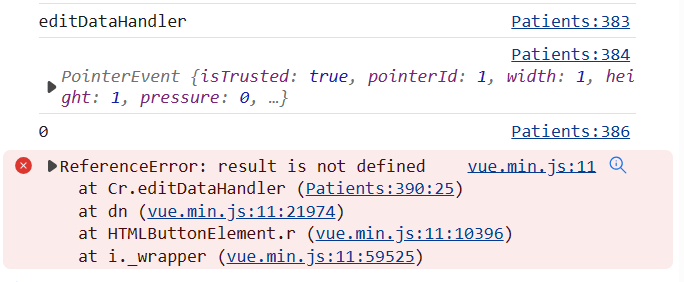 editDataHandler Patients:383
Patients:384
PointerEvent {isTrusted: true, pointerId: 1, width: 1, hei
ght: 1, pressure: 0, …}
0 Patients:386
ReferenceError: result is not defined vue.min.js:11
at Cr.editDataHandler (Patients:390:25)
at dn (vue.min.js:11:21974)
at HTMLButtonElement.r (vue.min.js:11:10396)
at i._wrapper (vue.min.js:11:59525)